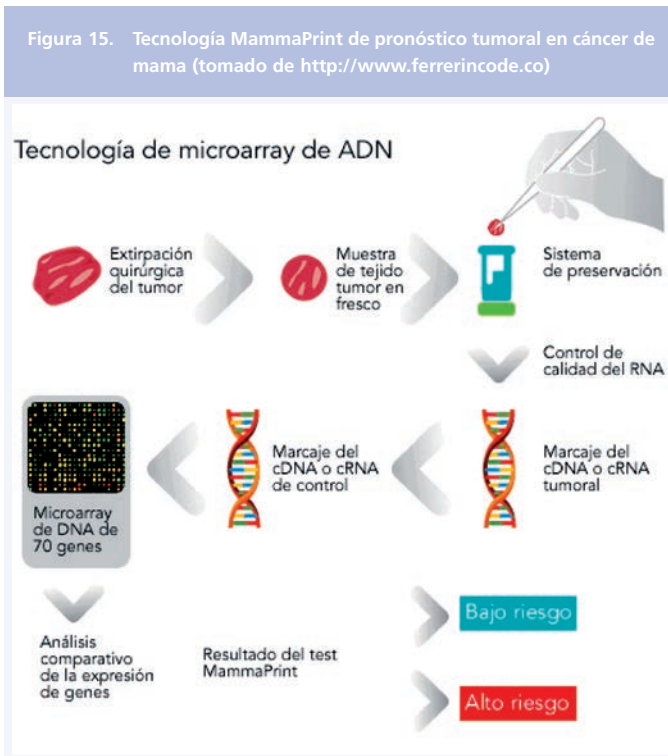 Figura 15. Tecnología MammaPrint de pronóstico tumoral en cáncer de
mama (tomado de http://www.ferrerincode.co)
Tecnología de microarray de ADN
Extirpación
quirúrgica
del tumor
Muestra
de tejido
tumor en
fresco
Sistema
de preservación
Control de
calidad del RNA
Marcaje del
cDNA o cRNA
tumoral
Marcaje del
cDNA o cRNA
de control
Microarray
de DNA de
70 genes
Análisis
comparativo
de la expresión
de genes
Resultado del test
MammaPrint
Bajo riesgo
Alto riesgo